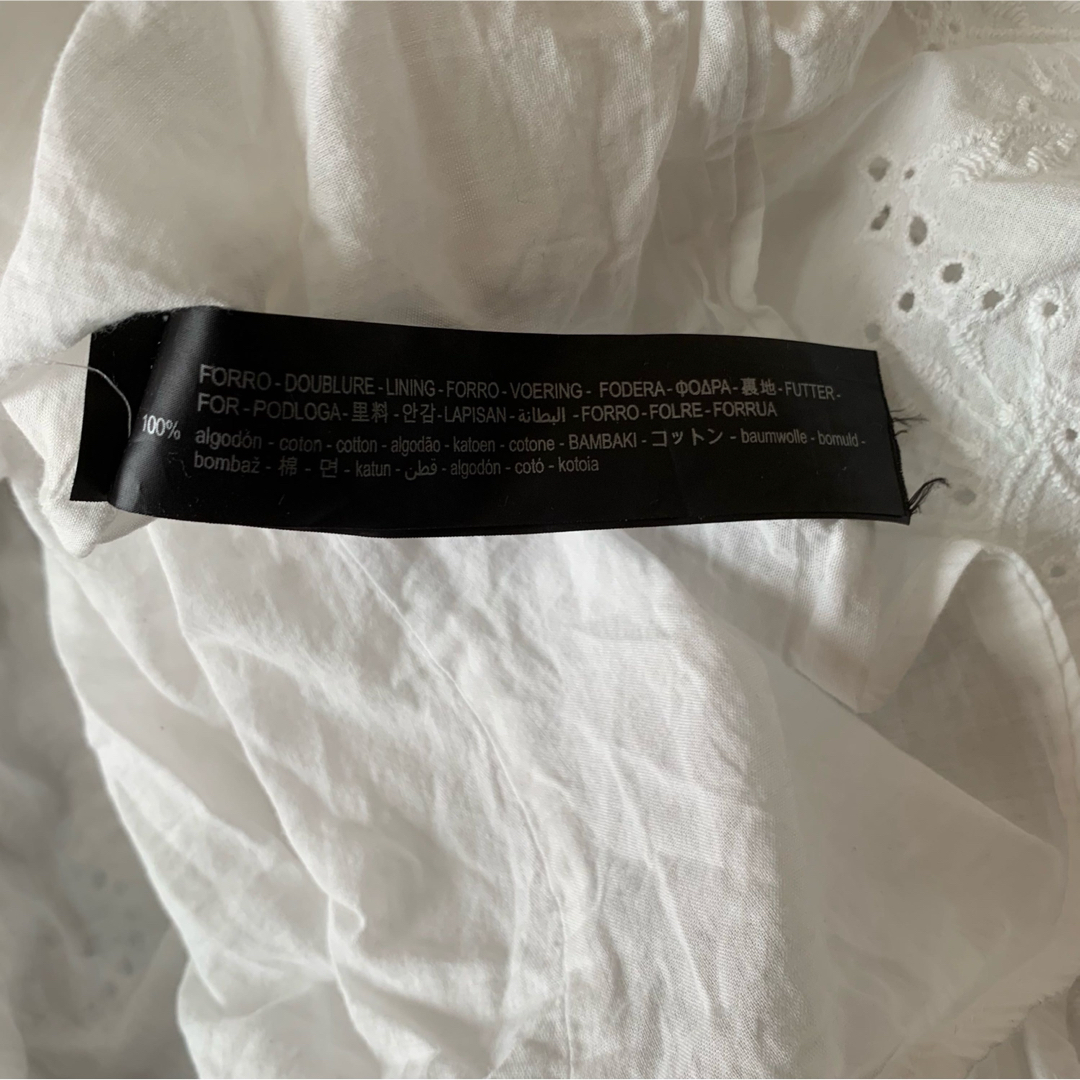 FORRO - DOUBLURE - LINING - FORRO - VOERING - FODERA - ΦΟΔΡΑ - 裏地 - FUTTER -
FOR - PODLOGA - 里料 - 안감 - LAPISAN - البطانة - FORRO - FOLRE - FORRUA
100%
algodón - coton - cotton - algodão - katoen - cotone - BAMBAKI - コットン - baumwolle - bomuld -
bombaž - 棉 - 면 - katun - قطن - algodón - cotó - kotoia